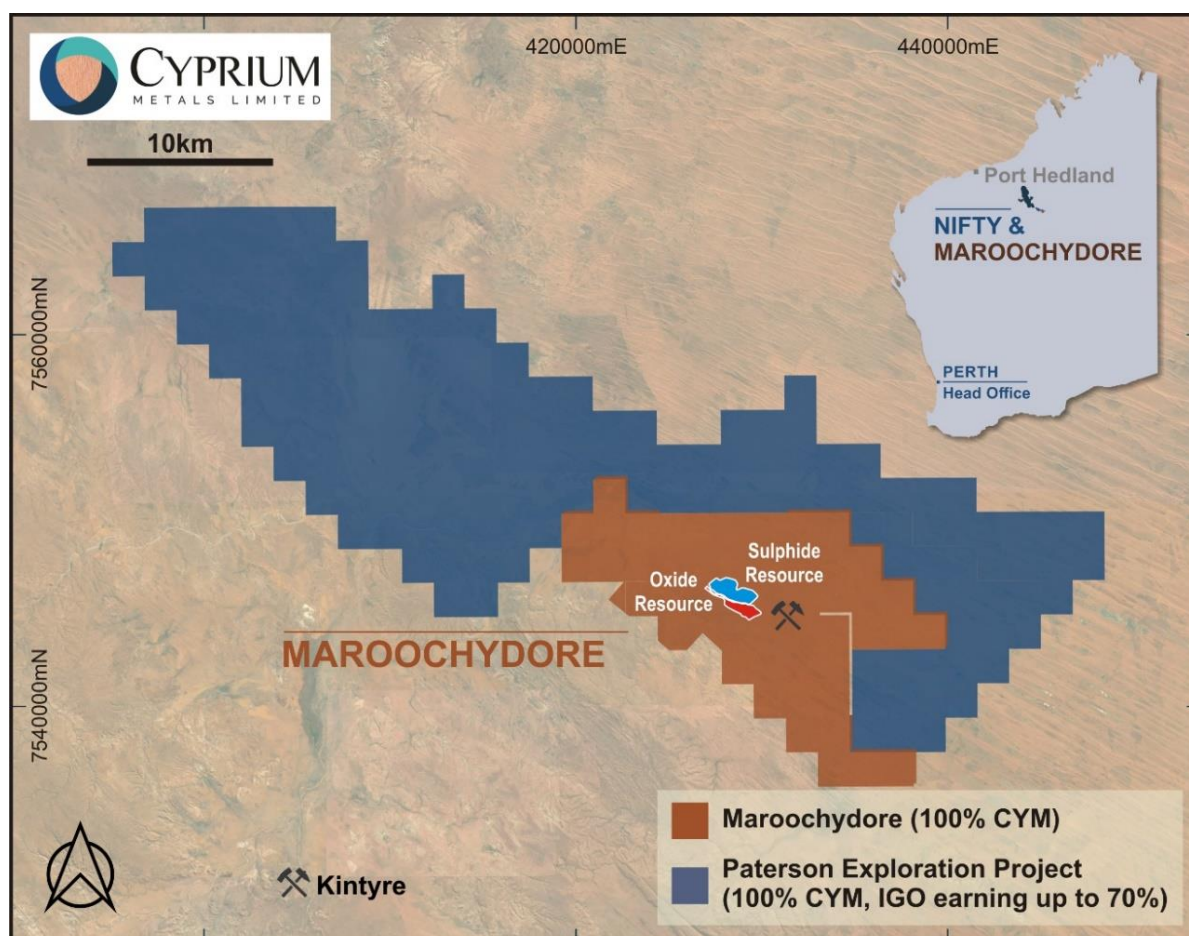 CYPRIUM
METALS LIMITED
10km
420000mE
440000mE
7560000mN
7540000mN
Port Hedland
NIFTY &
MAROOCHYDORE
PERTH
Head Office
Sulphide
Resource
Oxide
Resource
MAROOCHYDORE
Kintyre
Maroochydore (100% CYM)
Paterson Exploration Project
(100% CYM, IGO earning up to 70%)